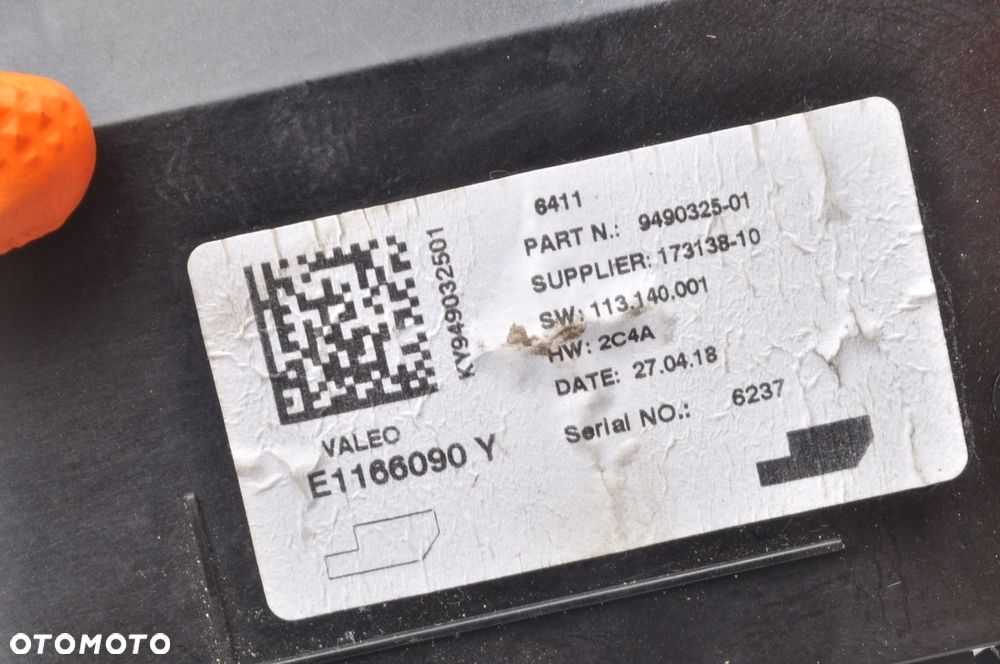 6411
PART N.: 9490325-01
SUPPLIER: 173138-10
SW: 113.140.001
HW: 2C4A
DATE: 27.04.18
Serial NO.: 6237
KY949032501
VALEO
E1166090 Y
OTOMOTO